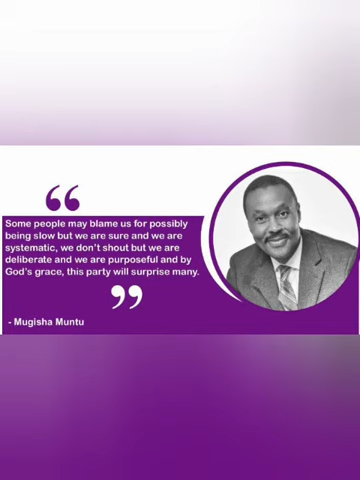 Some people may blame us for possibly
being slow but we are sure and we are
systematic, we don't shout but we are
deliberate and we are purposeful and by
God's grace, this party will surprise many.
- Mugisha Muntu